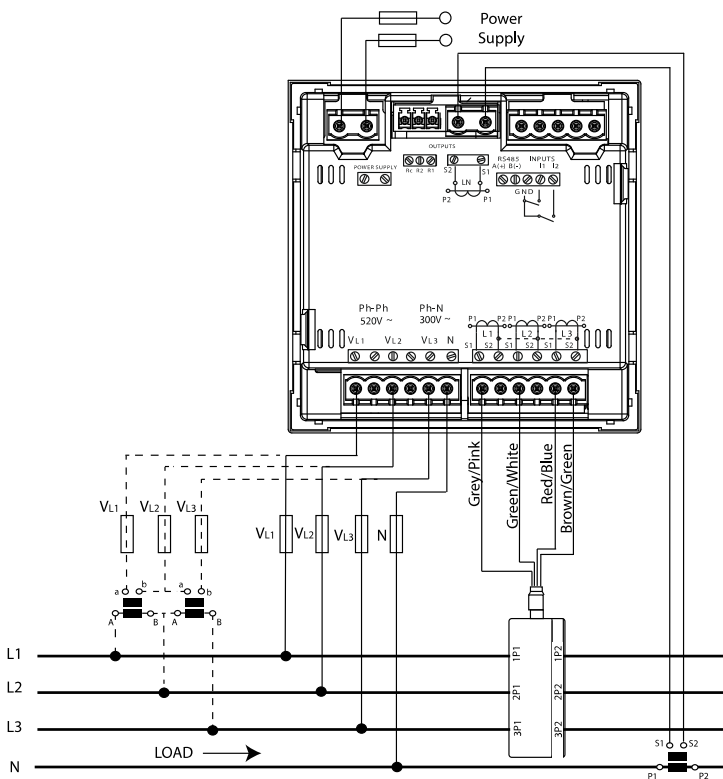 Power
Supply
OUTPUTS
POWER SUPPLY
Rc R2 R1
S2 S1
LN
P2 P1
RS485 INPUTS
A(+) B(-) I1 I2
GND
Ph-Ph Ph-N
520V ~ 300V ~
VL1 VL2 VL3 N
P1 P2 P1 P2 P1 P2
L1 L2 L3
S1 S2 S1 S2 S1 S2
Grey/Pink
Green/White
Red/Blue
Brown/Green
VL1 VL2 VL3 VL1 VL2 VL3 N
a b a b
A B A B
L1 1P1 1P2
L2 2P1 2P2
L3 3P1 3P2
LOAD
S1 S2
N P1 P2